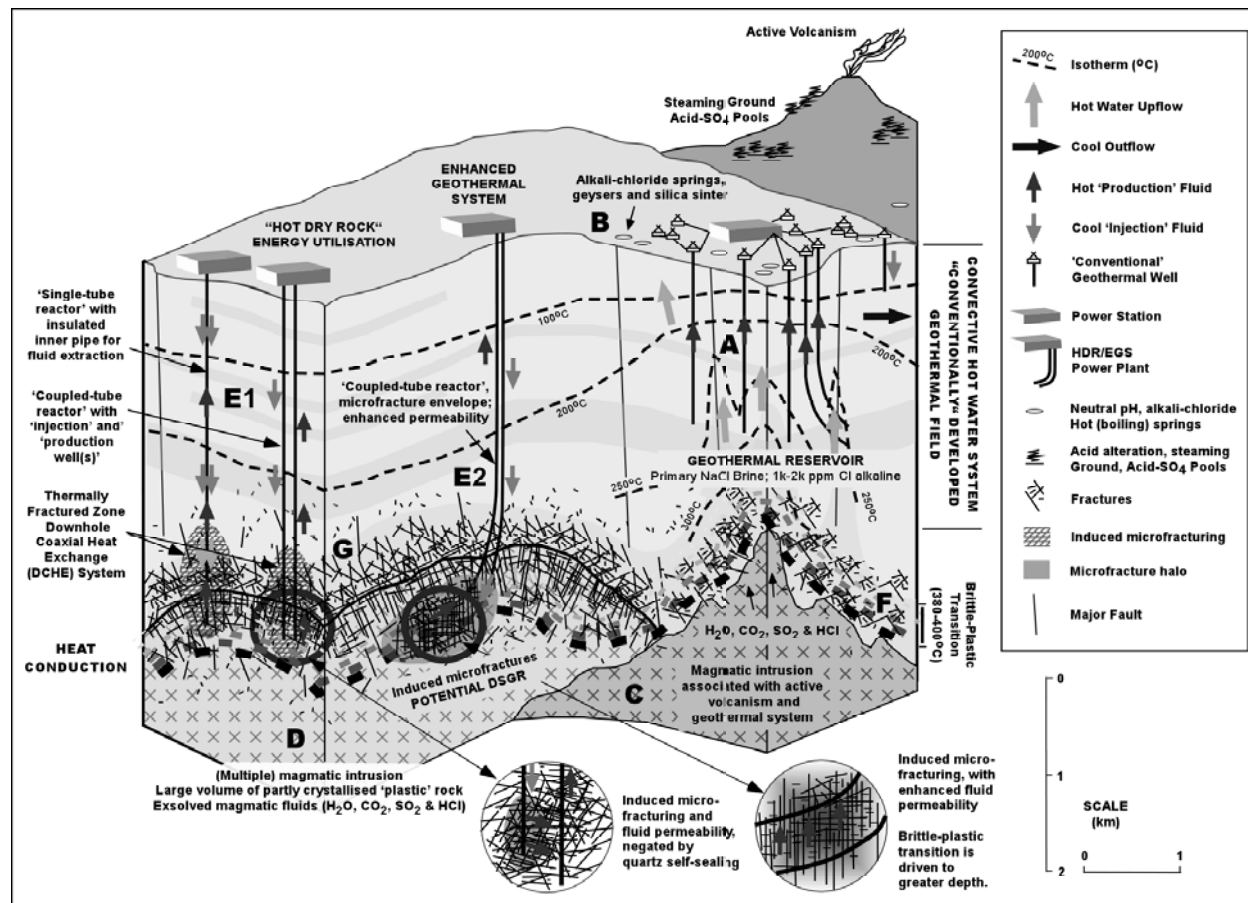 Active Volcanism
Steaming Ground
Acid-SO4 Pools
ENHANCED
GEOTHERMAL
SYSTEM
Alkali-chloride springs,
geysers and silica sinter
B
"HOT DRY ROCK"
ENERGY UTILISATION
'Single-tube
reactor' with
insulated
inner pipe for
fluid extraction
'Coupled-tube
reactor' with
'injection' and'
'production
well(s)'
Thermally
Fractured Zone
Downhole
Coaxial Heat
Exchange
(DCHE) System
HEAT
CONDUCTION
E1
100oC
200oC
'Coupled-tube reactor',
microfracture envelope;
enhanced permeability
E2
A
200oC
GEOTHERMAL RESERVOIR
Primary NaCl Brine; 1k-2k ppm Cl alkaline
250oC
300oC
250oC
G
F
H2O, CO2, SO2 & HCl
Magmatic intrusion
associated with active
volcanism and
geothermal system
C
Induced microfractures
POTENTIAL DSGR
D
(Multiple) magmatic intrusion
Large volume of partly crystallised 'plastic' rock
Exsolved magmatic fluids (H2O, CO2, SO2 & HCl)
Induced micro-
fracturing and
fluid permeability,
negated by
quartz self-sealing
Induced micro-
fracturing, with
enhanced fluid
permeability
Brittle-plastic
transition is
driven to
greater depth.
CONVECTIVE HOT WATER SYSTEM
"CONVENTIONALLY" DEVELOPED
GEOTHERMAL FIELD
Brittle-Plastic
Transition
(380-400oC)
200oC
Isotherm (oC)
Hot Water Upflow
Cool Outflow
Hot 'Production' Fluid
Cool 'Injection' Fluid
'Conventional'
Geothermal Well
Power Station
HDR/EGS
Power Plant
Neutral pH, alkali-chloride
Hot (boiling) springs
Acid alteration, steaming
Ground, Acid-SO4 Pools
Fractures
Induced microfracturing
Microfracture halo
Major Fault
0
1
2
SCALE
(km)
0
1